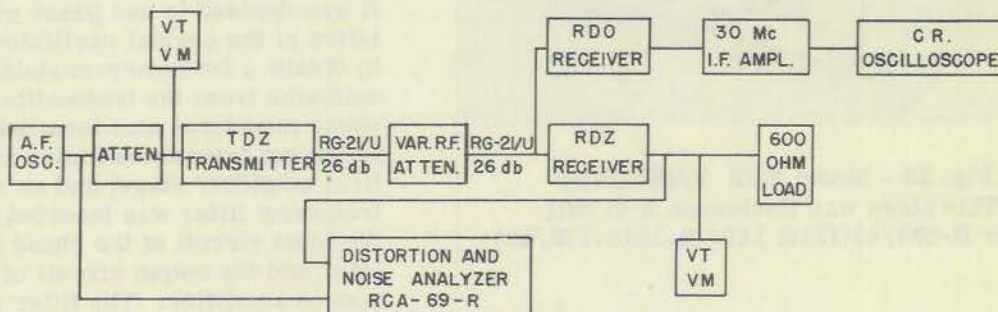 VT
VM
RDO
RECEIVER
30 Mc
I.F. AMPL.
C.R.
OSCILLOSCOPE
A.F.
OSC.
ATTEN.
TDZ
TRANSMITTER
RG-21/U
26 db
VAR. R.F.
ATTEN.
RG-21/U
26 db
RDZ
RECEIVER
600
OHM
LOAD
DISTORTION AND
NOISE ANALYZER
RCA-69-R
VT
VM